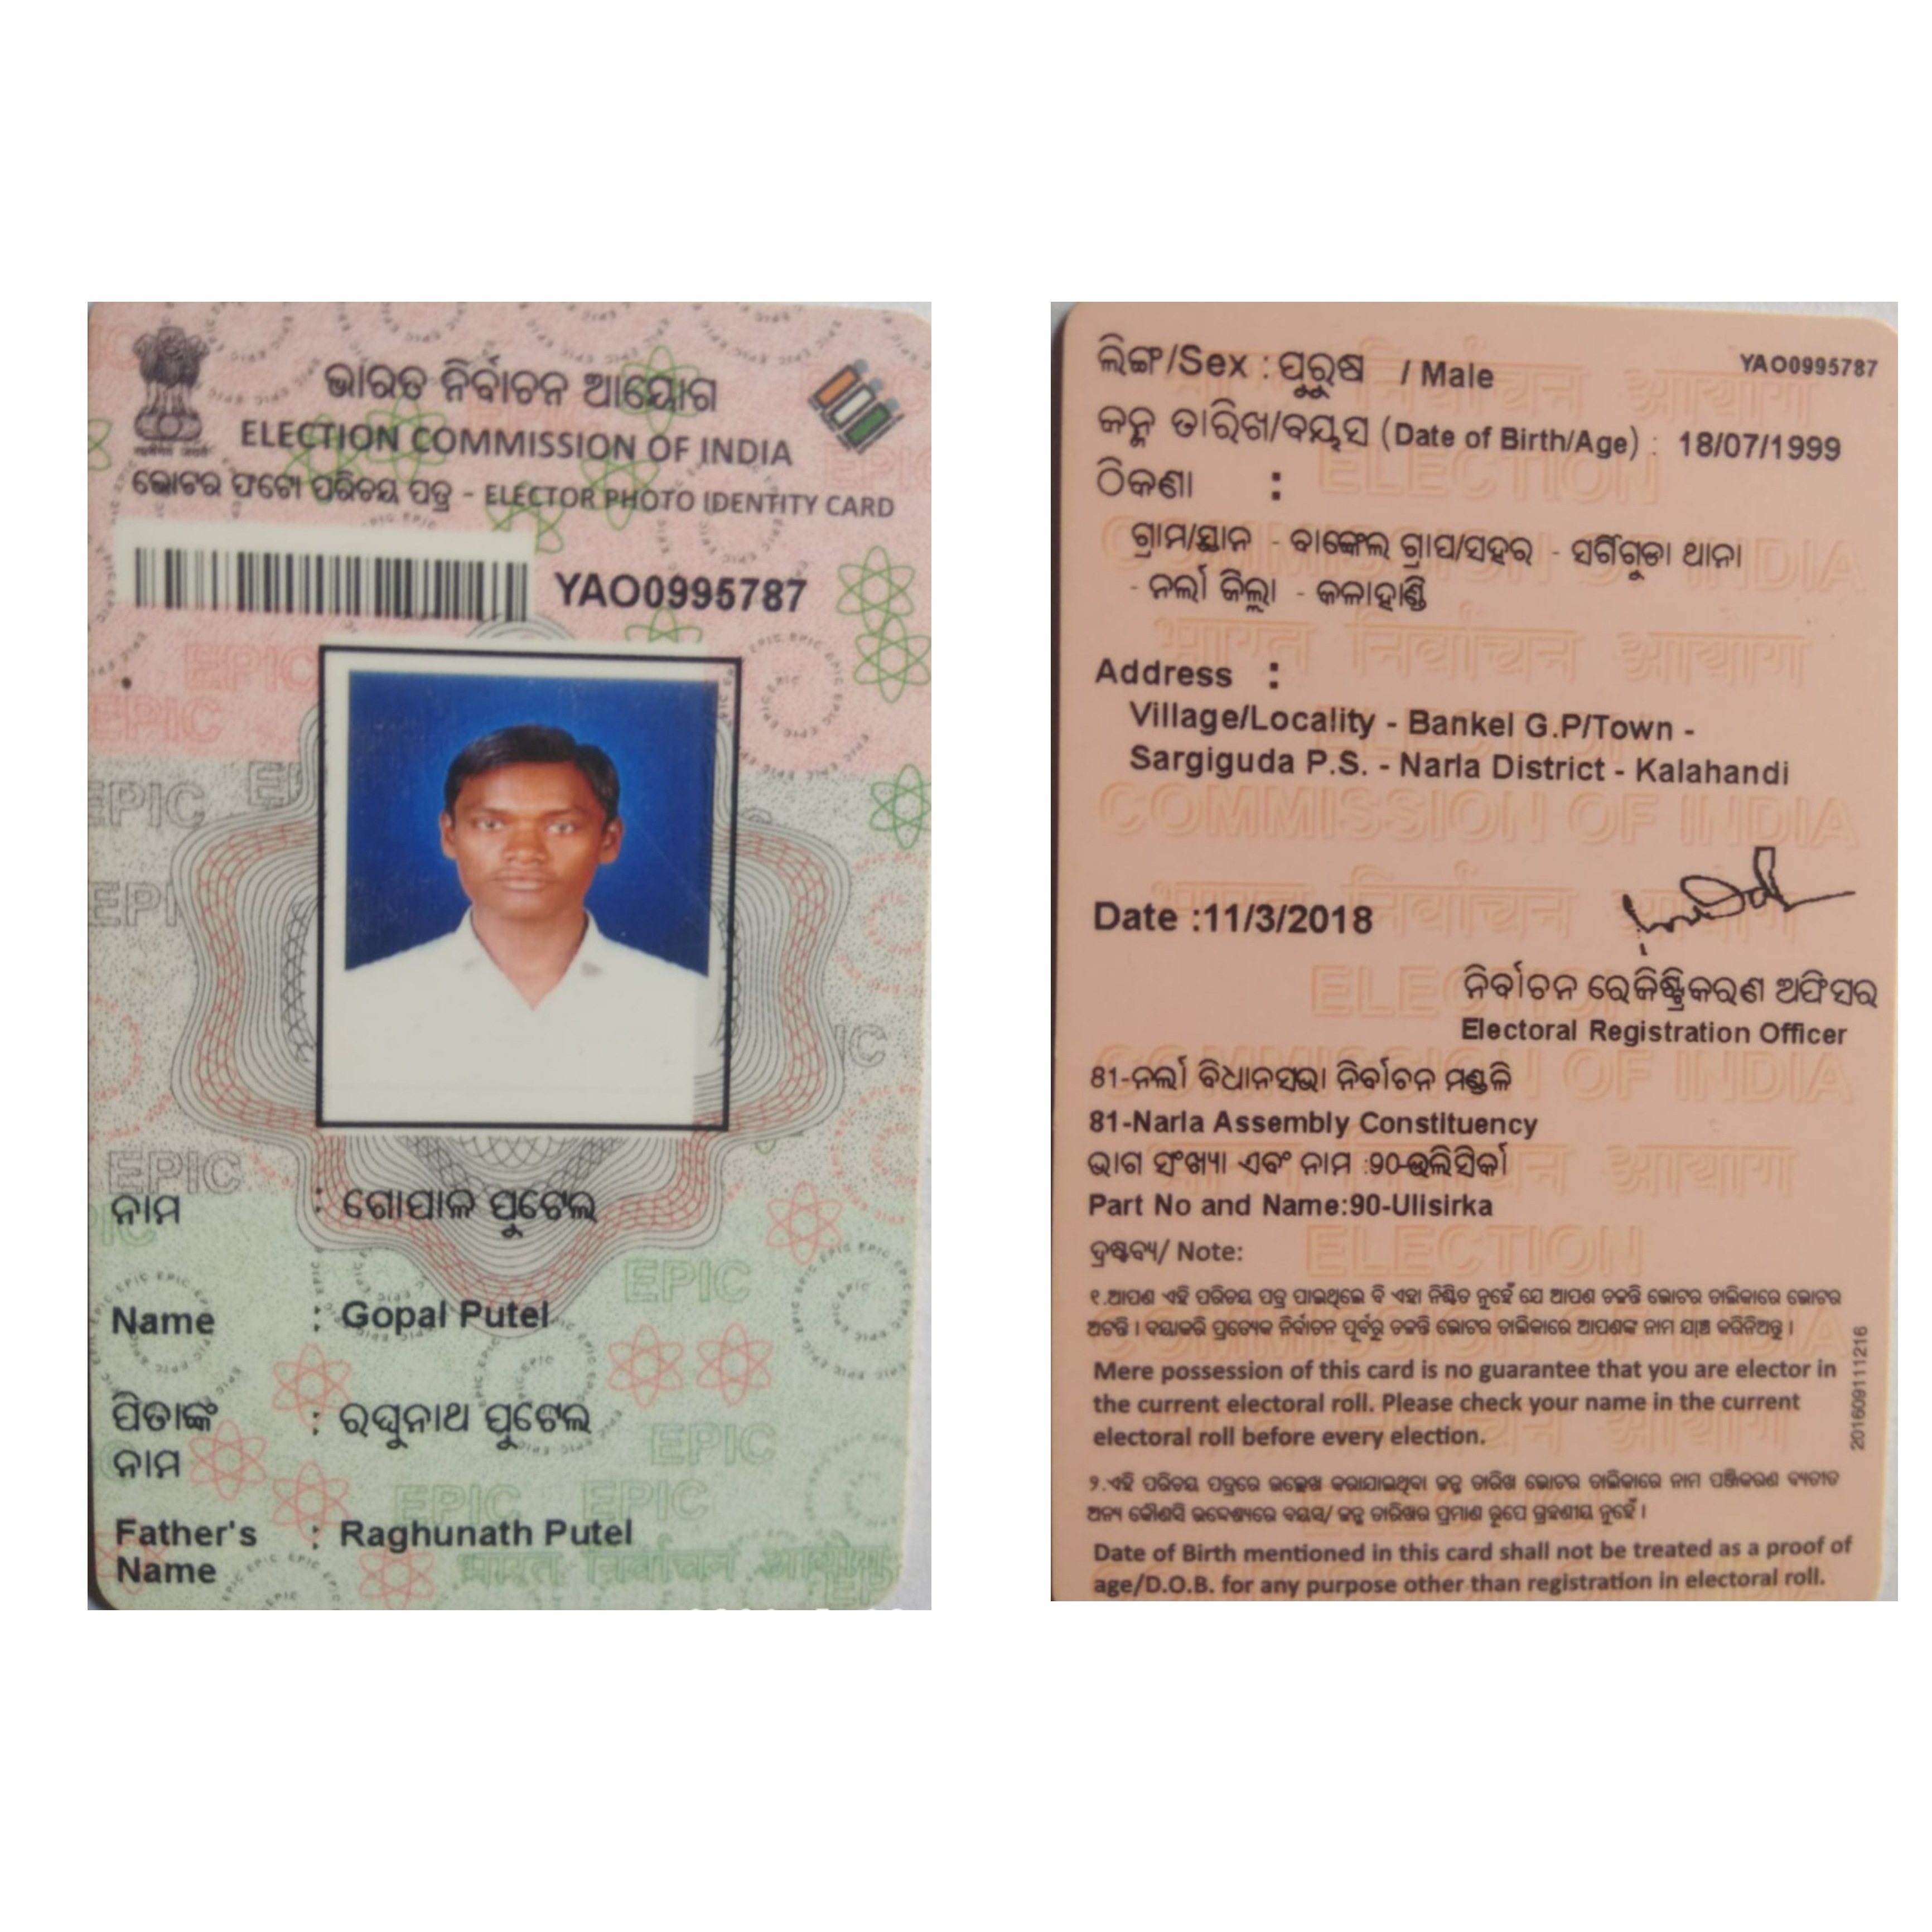 ଭାରତ ନିର୍ବାଚନ ଆୟୋଗ
ELECTION COMMISSION OF INDIA
ଭୋଟର ଫଟୋ ପରିଚୟ ପତ୍ର - ELECTOR PHOTO IDENTITY CARD
YAO0995787
ନାମ : ଗୋପାଳ ପୁଟେଲ
Name : Gopal Putel
ପିତାଙ୍କ : ରଘୁନାଥ ପୁଟେଲ
ନାମ
Father's : Raghunath Putel
Name
भारत निर्वाचन आयोग
YAO0995787
ଲିଙ୍ଗ/Sex : ପୁରୁଷ / Male
ଜନ୍ମ ତାରିଖ/ବୟସ (Date of Birth/Age) : 18/07/1999
ଠିକଣା :
ଗ୍ରାମ/ସ୍ଥାନ - ବାଙ୍କେଲ ଗ୍ରାପ/ସହର - ସର୍ଗିଗୁଡା ଥାନା
- ନର୍ଲା ଜିଲ୍ଲା - କଳାହାଣ୍ଡି
Address :
Village/Locality - Bankel G.P/Town -
Sargiguda P.S. - Narla District - Kalahandi
Date :11/3/2018
ନିର୍ବାଚନ ରେଜିଷ୍ଟ୍ରିକରଣ ଅଫିସର
Electoral Registration Officer
81-ନର୍ଲା ବିଧାନସଭା ନିର୍ବାଚନ ମଣ୍ଡଳି
81-Narla Assembly Constituency
ଭାଗ ସଂଖ୍ୟା ଏବଂ ନାମ :90-ଉଲିସିର୍କା
Part No and Name:90-Ulisirka
ଦ୍ରଷ୍ଟବ୍ୟ/ Note:
୧.ଆପଣ ଏହି ପରିଚୟ ପତ୍ର ପାଇଥିଲେ ବି ଏହା ନିଶ୍ଚିତ ନୁହେଁ ଯେ ଆପଣ ଚଳନ୍ତି ଭୋଟର ତାଲିକାରେ ଭୋଟର
ଅଟନ୍ତି । ଦୟାକରି ପ୍ରତ୍ୟେକ ନିର୍ବାଚନ ପୂର୍ବରୁ ଚଳନ୍ତି ଭୋଟର ତାଲିକାରେ ଆପଣଙ୍କ ନାମ ଯାଞ୍ଚ କରିନିଅନ୍ତୁ ।
Mere possession of this card is no guarantee that you are elector in
the current electoral roll. Please check your name in the current
electoral roll before every election.
୨.ଏହି ପରିଚୟ ପତ୍ରରେ ଉଲ୍ଲେଖ କରାଯାଇଥିବା ଜନ୍ମ ତାରିଖ ଭୋଟର ତାଲିକାରେ ନାମ ପଞ୍ଜିକରଣ ବ୍ୟତୀତ
ଅନ୍ୟ କୌଣସି ଉଦ୍ଦେଶ୍ୟରେ ବୟସ/ ଜନ୍ମ ତାରିଖର ପ୍ରମାଣ ରୂପେ ଗ୍ରହଣୀୟ ନୁହେଁ ।
Date of Birth mentioned in this card shall not be treated as a proof of
age/D.O.B. for any purpose other than registration in electoral roll.
20160911​1216